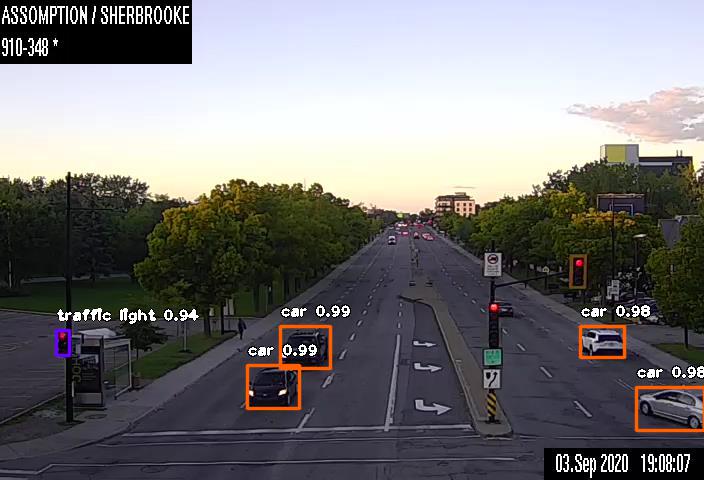 ASSOMPTION / SHERBROOKE
910-348 *
traffic light 0.94
car 0.99
car 0.99
car 0.98
car 0.98
03.Sep 2020 19:08:07